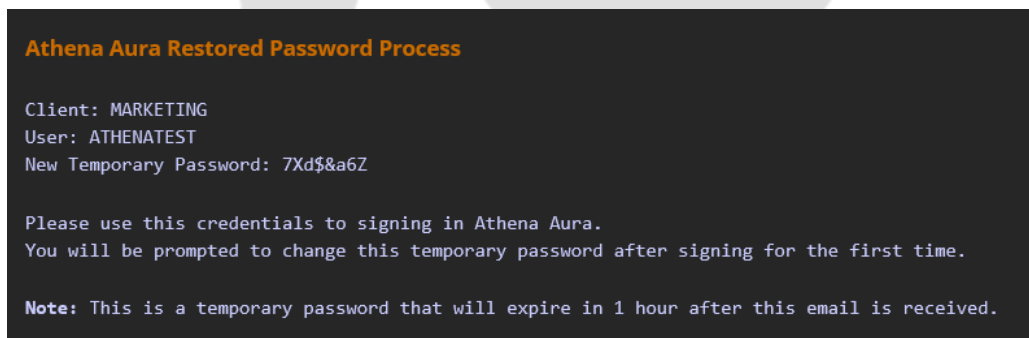 Athena Aura Restored Password Process
Client: MARKETING
User: ATHENATEST
New Temporary Password: 7Xd$&a6Z
Please use this credentials to signing in Athena Aura.
You will be prompted to change this temporary password after signing for the first time.
Note: This is a temporary password that will expire in 1 hour after this email is received.